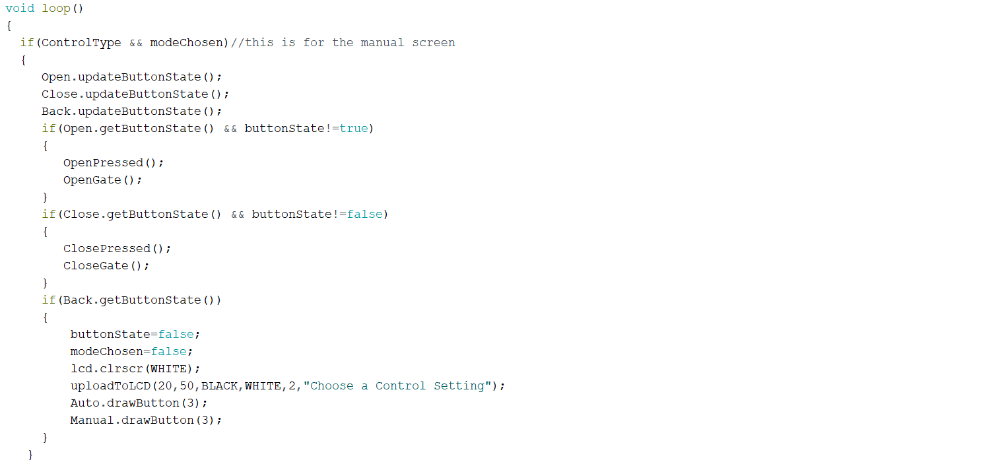 void loop()
{
  if(ControlType && modeChosen)//this is for the manual screen
  {
     Open.updateButtonState();
     Close.updateButtonState();
     Back.updateButtonState();
     if(Open.getButtonState() && buttonState!=true)
     {
        OpenPressed();
        OpenGate();
     }
     if(Close.getButtonState() && buttonState!=false)
     {
        ClosePressed();
        CloseGate();
     }
     if(Back.getButtonState())
     {
         buttonState=false;
         modeChosen=false;
         lcd.clrscr(WHITE);
         uploadToLCD(20,50,BLACK,WHITE,2,"Choose a Control Setting");
         Auto.drawButton(3);
         Manual.drawButton(3);
     }
   }